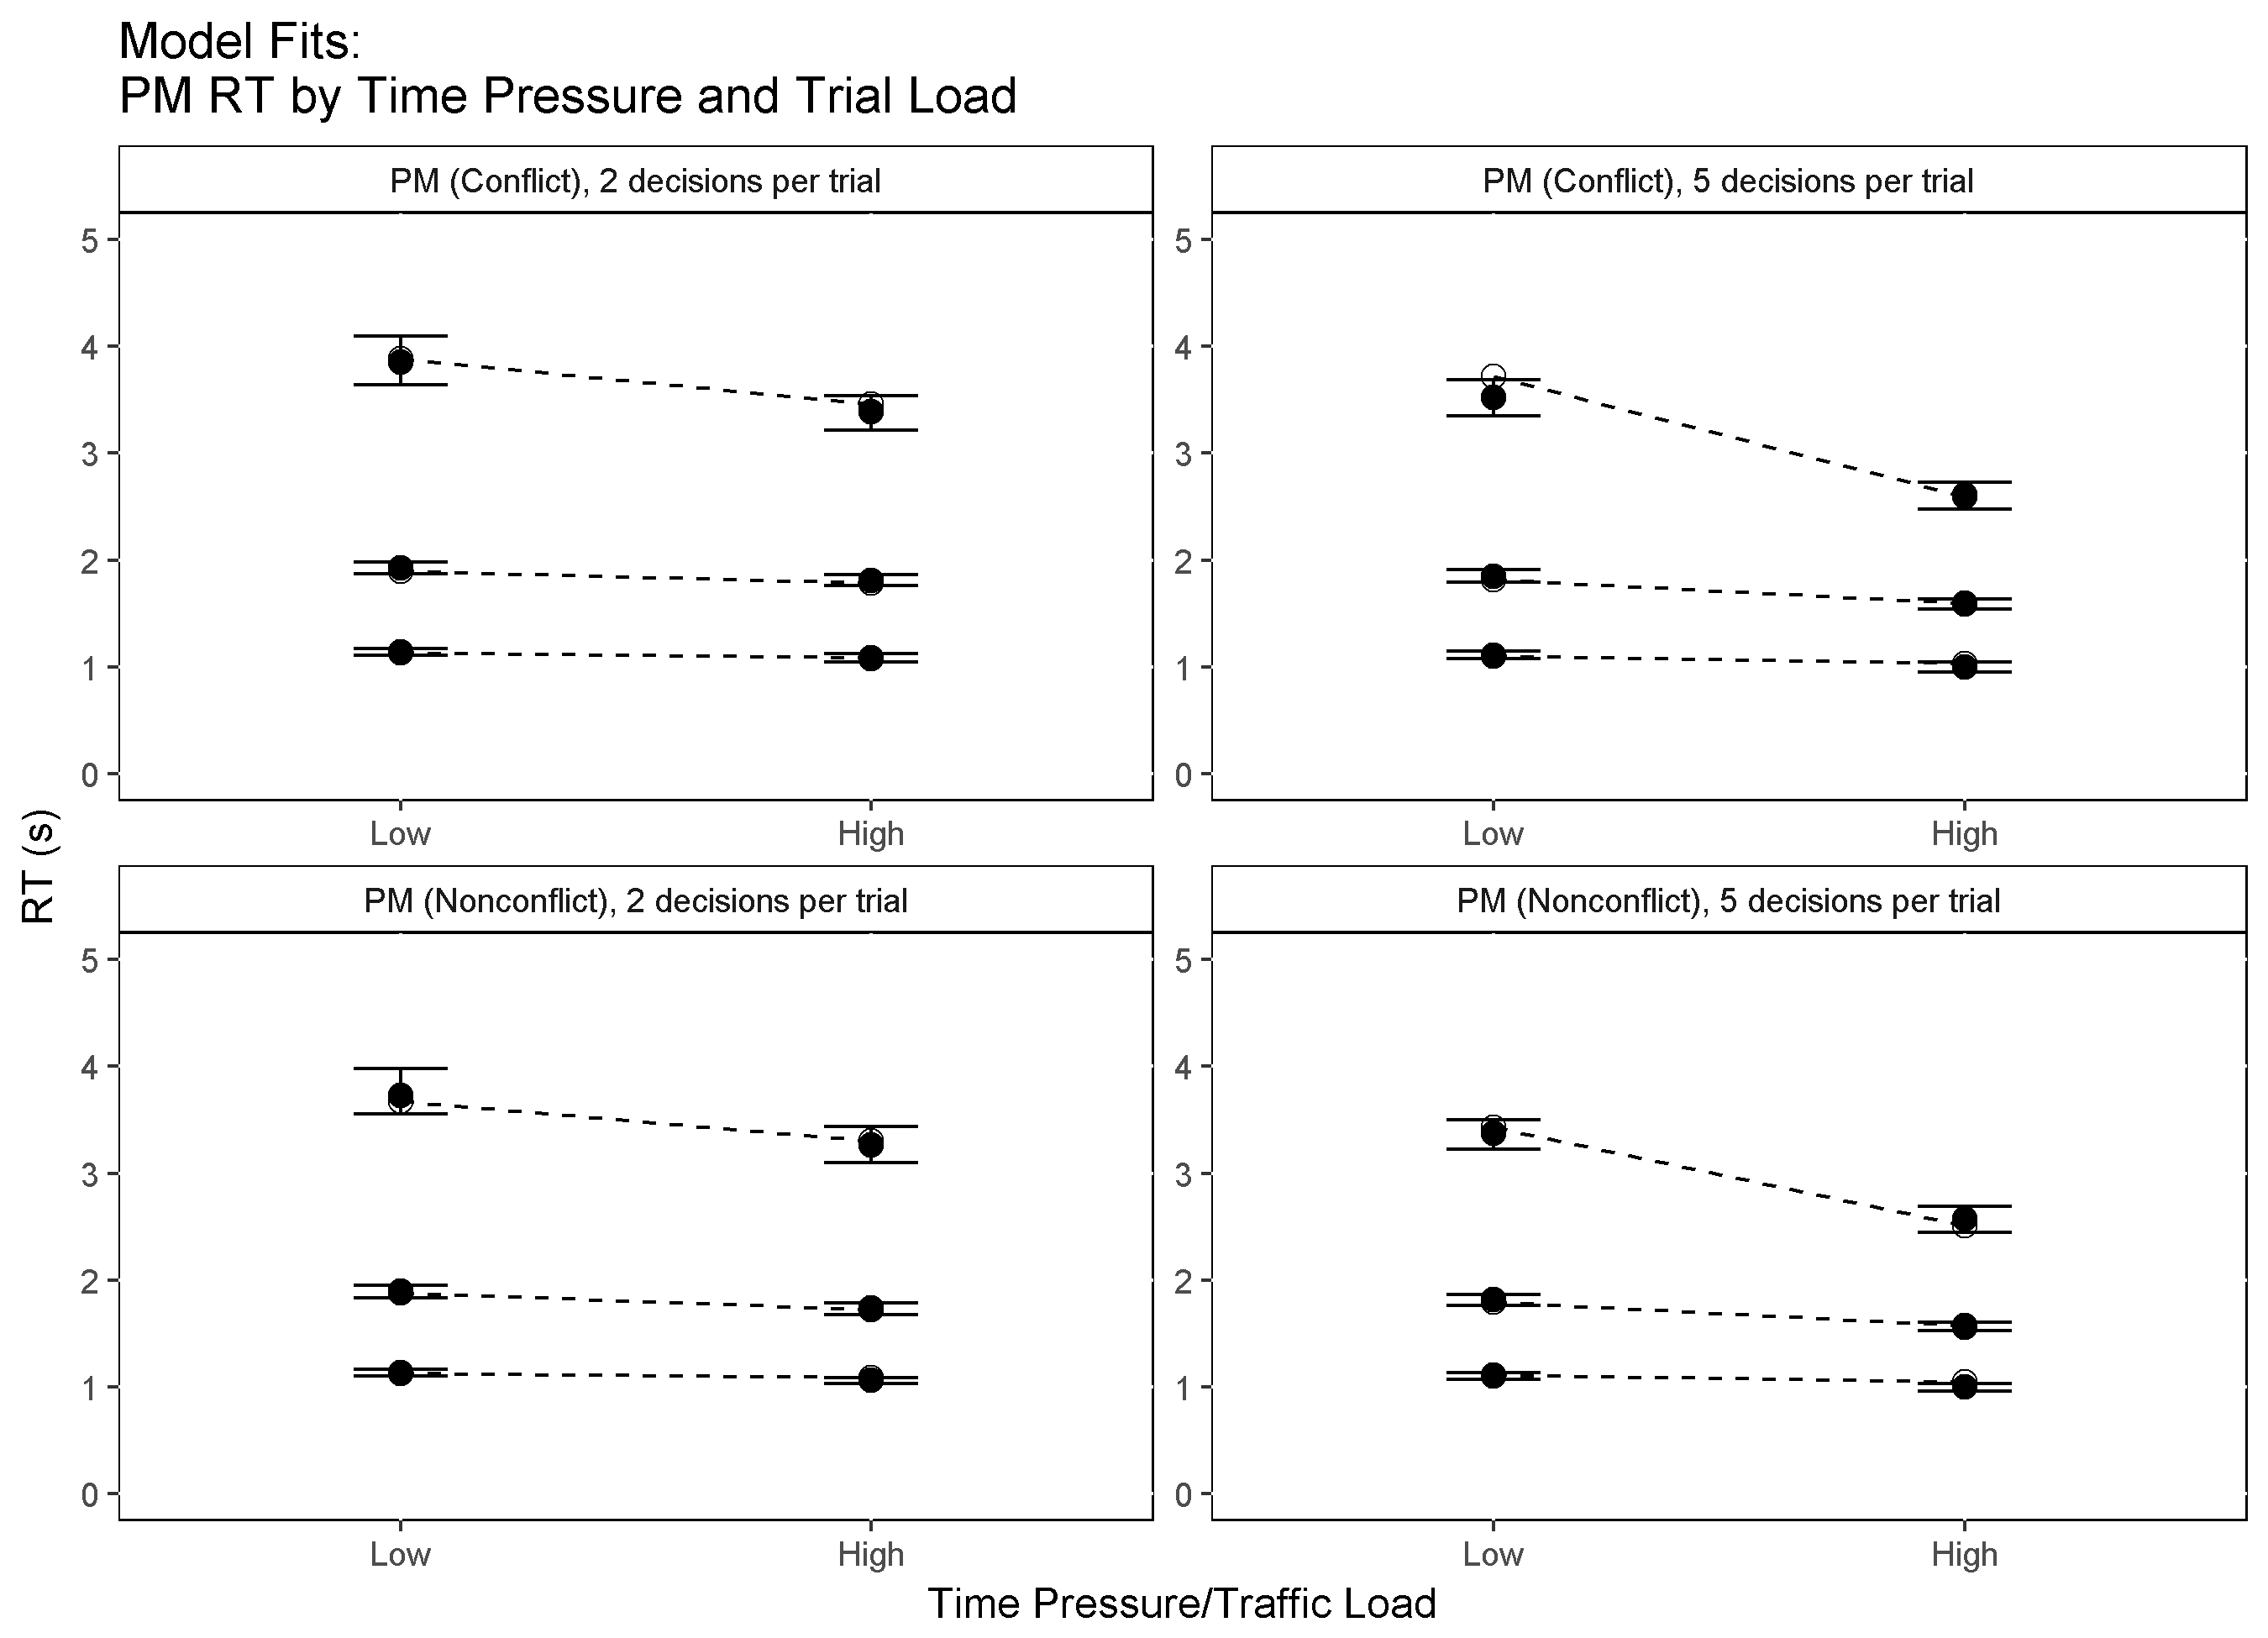 Model Fits:
PM RT by Time Pressure and Trial Load
PM (Conflict), 2 decisions per trial
5
4
3
2
1
0
Low
High
PM (Conflict), 5 decisions per trial
5
4
3
2
1
0
Low
High
RT (s)
PM (Nonconflict), 2 decisions per trial
5
4
3
2
1
0
Low
High
PM (Nonconflict), 5 decisions per trial
5
4
3
2
1
0
Low
High
Time Pressure/Traffic Load